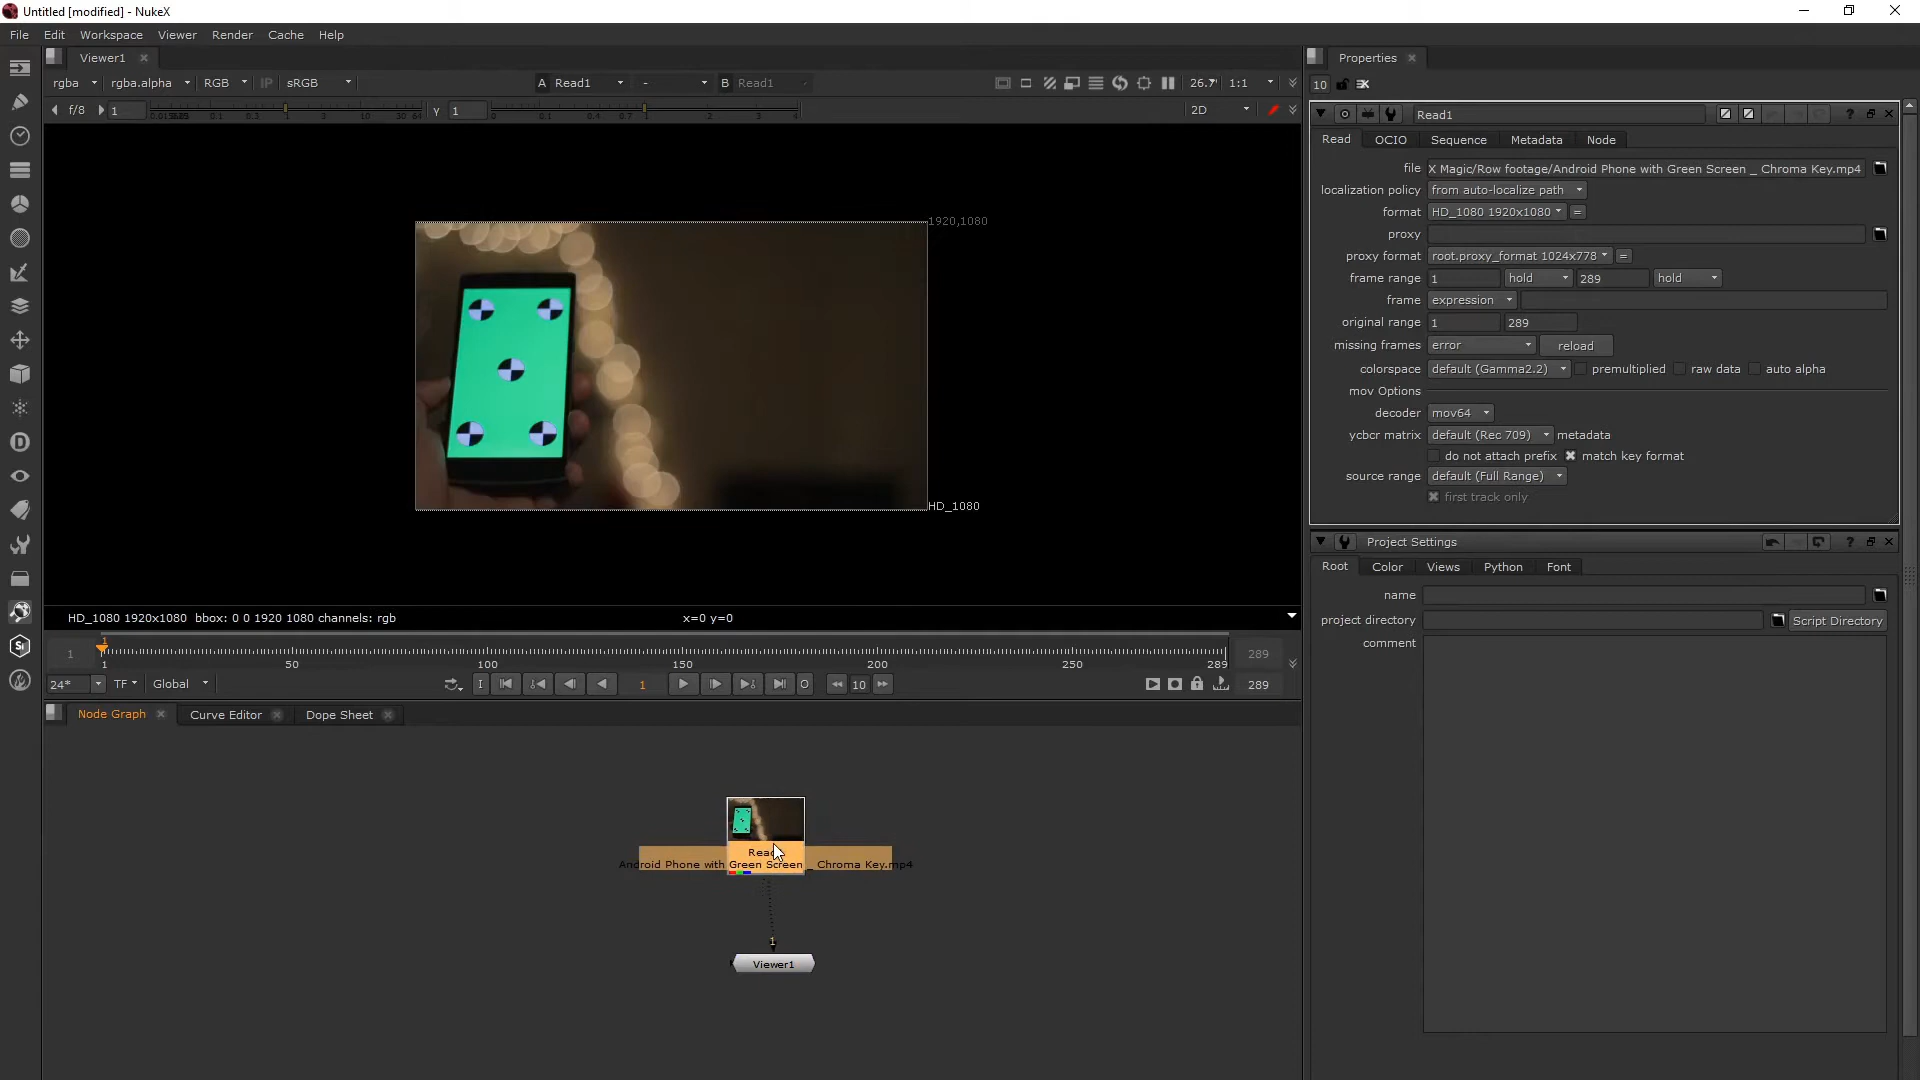 Untitled [modified] - NukeX
File Edit Workspace Viewer Render Cache Help
Viewer1
rgba rgba.alpha RGB IP sRGB A Read1 - B Read1 26.7 1:1
f/8 1 Y 1 2D
1920,1080
HD_1080
HD_1080 1920x1080 bbox: 0 0 1920 1080 channels: rgb x=0 y=0
1 1 289
1 50 100 150 200 250 289
24* TF Global I 1 O 10 289
Node Graph Curve Editor Dope Sheet
Android Phone with Green Screen _ Chroma Key.mp4
1
Viewer1
Properties
10
Read1
Read OCIO Sequence Metadata Node
file X Magic/Row footage/Android Phone with Green Screen _ Chroma Key.mp4
localization policy from auto-localize path
format HD_1080 1920x1080 =
proxy
proxy format root.proxy_format 1024x778 =
frame range 1 hold 289 hold
frame expression
original range 1 289
missing frames error reload
colorspace default (Gamma2.2) premultiplied raw data auto alpha
mov Options
decoder mov64
ycbcr matrix default (Rec 709) metadata
do not attach prefix match key format
source range default (Full Range)
first track only
Project Settings
Root Color Views Python Font
name
project directory Script Directory
comment